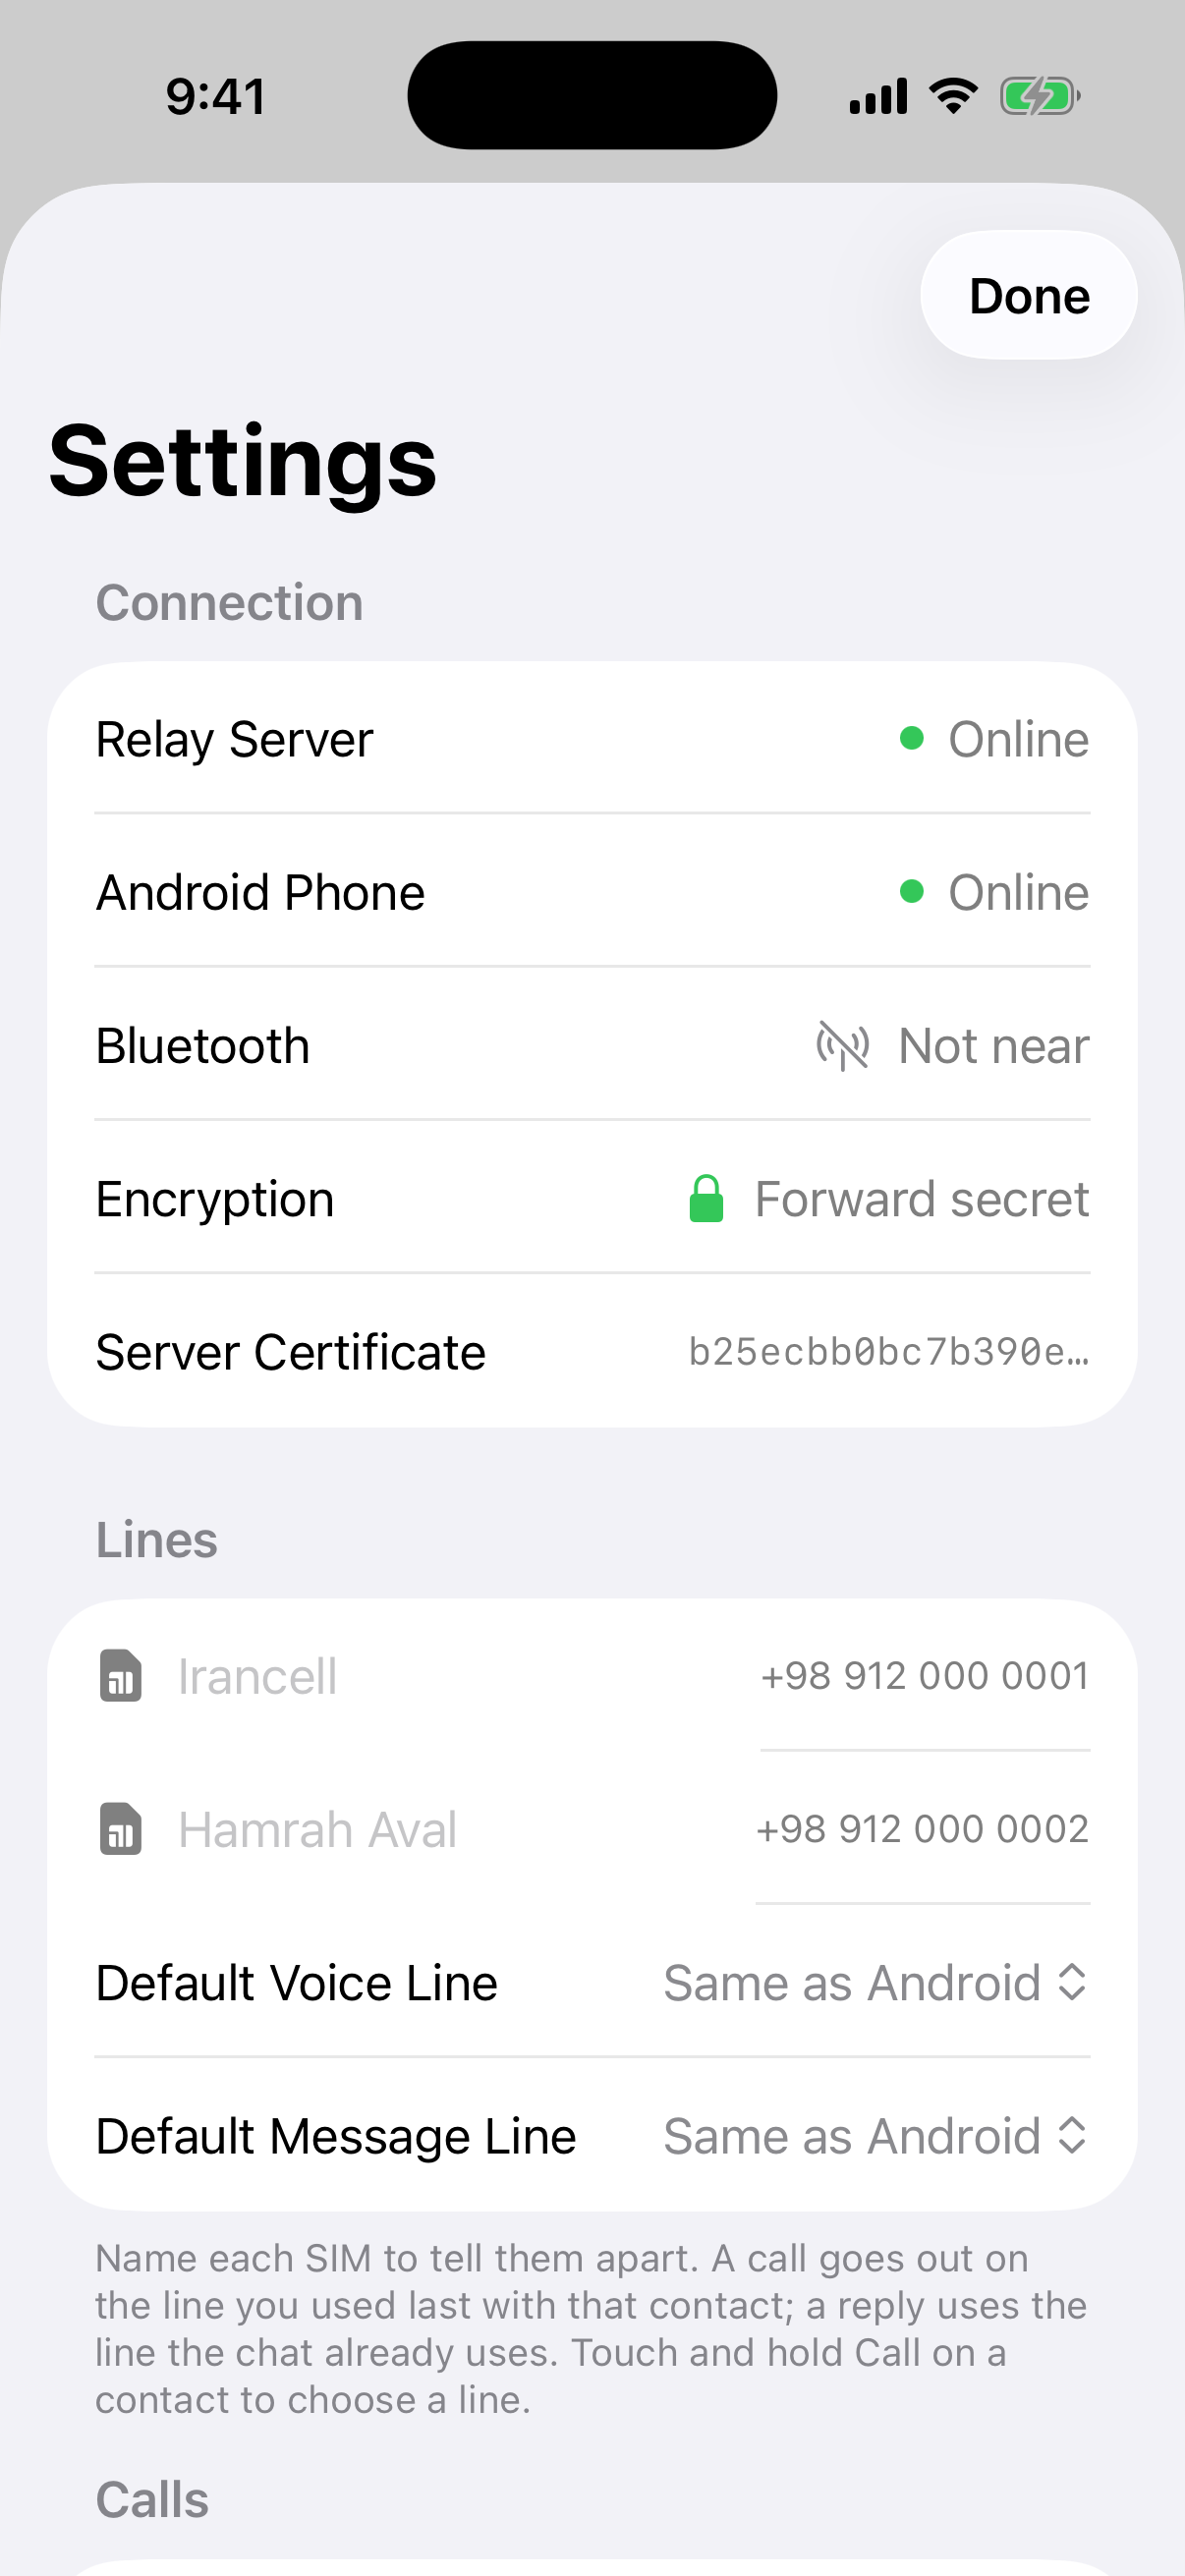 9:41
Done
Settings
Connection
Relay Server Online
Android Phone Online
Bluetooth Not near
Encryption Forward secret
Server Certificate b25ecbb0bc7b390e…
Lines
Irancell +98 912 000 0001
Hamrah Aval +98 912 000 0002
Default Voice Line Same as Android
Default Message Line Same as Android
Name each SIM to tell them apart. A call goes out on
the line you used last with that contact; a reply uses the
line the chat already uses. Touch and hold Call on a
contact to choose a line.
Calls